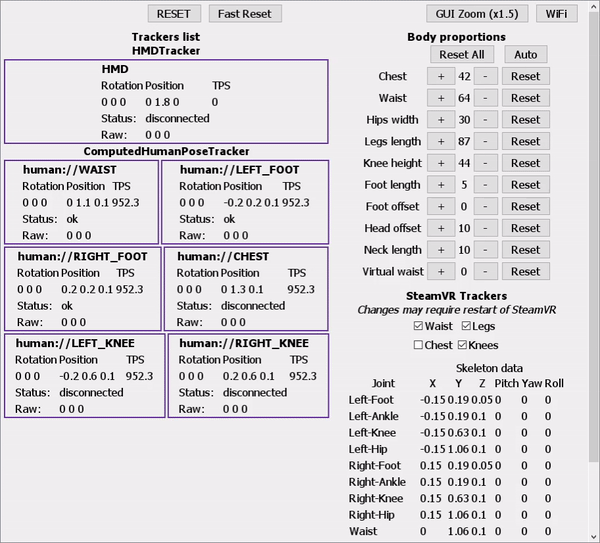 RESET Fast Reset GUI Zoom (x1.5) WiFi
Trackers list
HMDTracker
HMD
Rotation Position TPS
0 0 0 0 1.8 0 0
Status: disconnected
Raw: 0 0 0
ComputedHumanPoseTracker
human://WAIST
Rotation Position TPS
0 0 0 0 1.1 0.1 952.3
Status: ok
Raw: 0 0 0
human://LEFT_FOOT
Rotation Position TPS
0 0 0 -0.2 0.2 0.1 952.3
Status: ok
Raw: 0 0 0
human://RIGHT_FOOT
Rotation Position TPS
0 0 0 0.2 0.2 0.1 952.3
Status: ok
Raw: 0 0 0
human://CHEST
Rotation Position TPS
0 0 0 0 1.3 0.1 952.3
Status: disconnected
Raw: 0 0 0
human://LEFT_KNEE
Rotation Position TPS
0 0 0 -0.2 0.6 0.1 952.3
Status: disconnected
Raw: 0 0 0
human://RIGHT_KNEE
Rotation Position TPS
0 0 0 0.2 0.6 0.1 952.3
Status: disconnected
Raw: 0 0 0
Body proportions
Reset All Auto
Chest + 42 - Reset
Waist + 64 - Reset
Hips width + 30 - Reset
Legs length + 87 - Reset
Knee height + 44 - Reset
Foot length + 5 - Reset
Foot offset + 0 - Reset
Head offset + 10 - Reset
Neck length + 10 - Reset
Virtual waist + 0 - Reset
SteamVR Trackers
Changes may require restart of SteamVR
Waist Legs
Chest Knees
Skeleton data
Joint X Y Z Pitch Yaw Roll
Left-Foot -0.15 0.19 0.05 0 0 0
Left-Ankle -0.15 0.19 0.1 0 0 0
Left-Knee -0.15 0.63 0.1 0 0 0
Left-Hip -0.15 1.06 0.1 0 0 0
Right-Foot 0.15 0.19 0.05 0 0 0
Right-Ankle 0.15 0.19 0.1 0 0 0
Right-Knee 0.15 0.63 0.1 0 0 0
Right-Hip 0.15 1.06 0.1 0 0 0
Waist 0 1.06 0.1 0 0 0